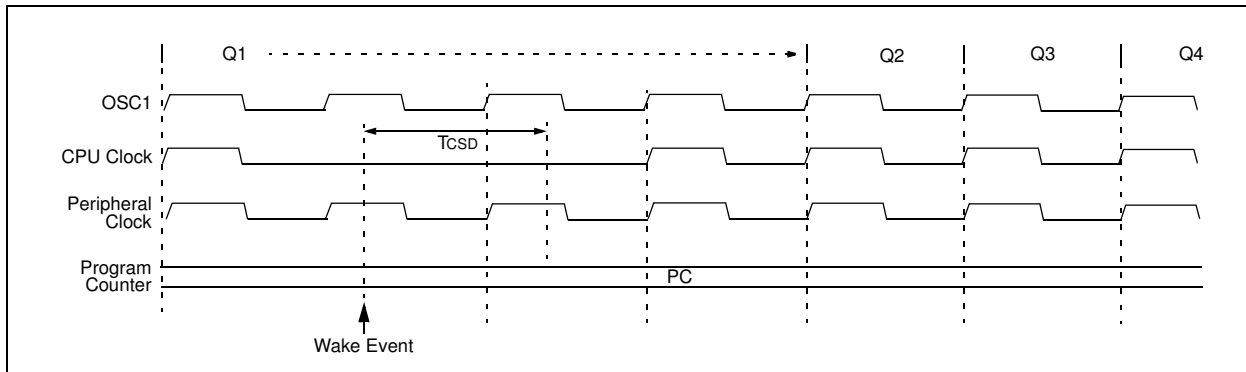 Q1 Q2 Q3 Q4
OSC1
TCSD
CPU Clock
Peripheral
Clock
Program
Counter
PC
Wake Event